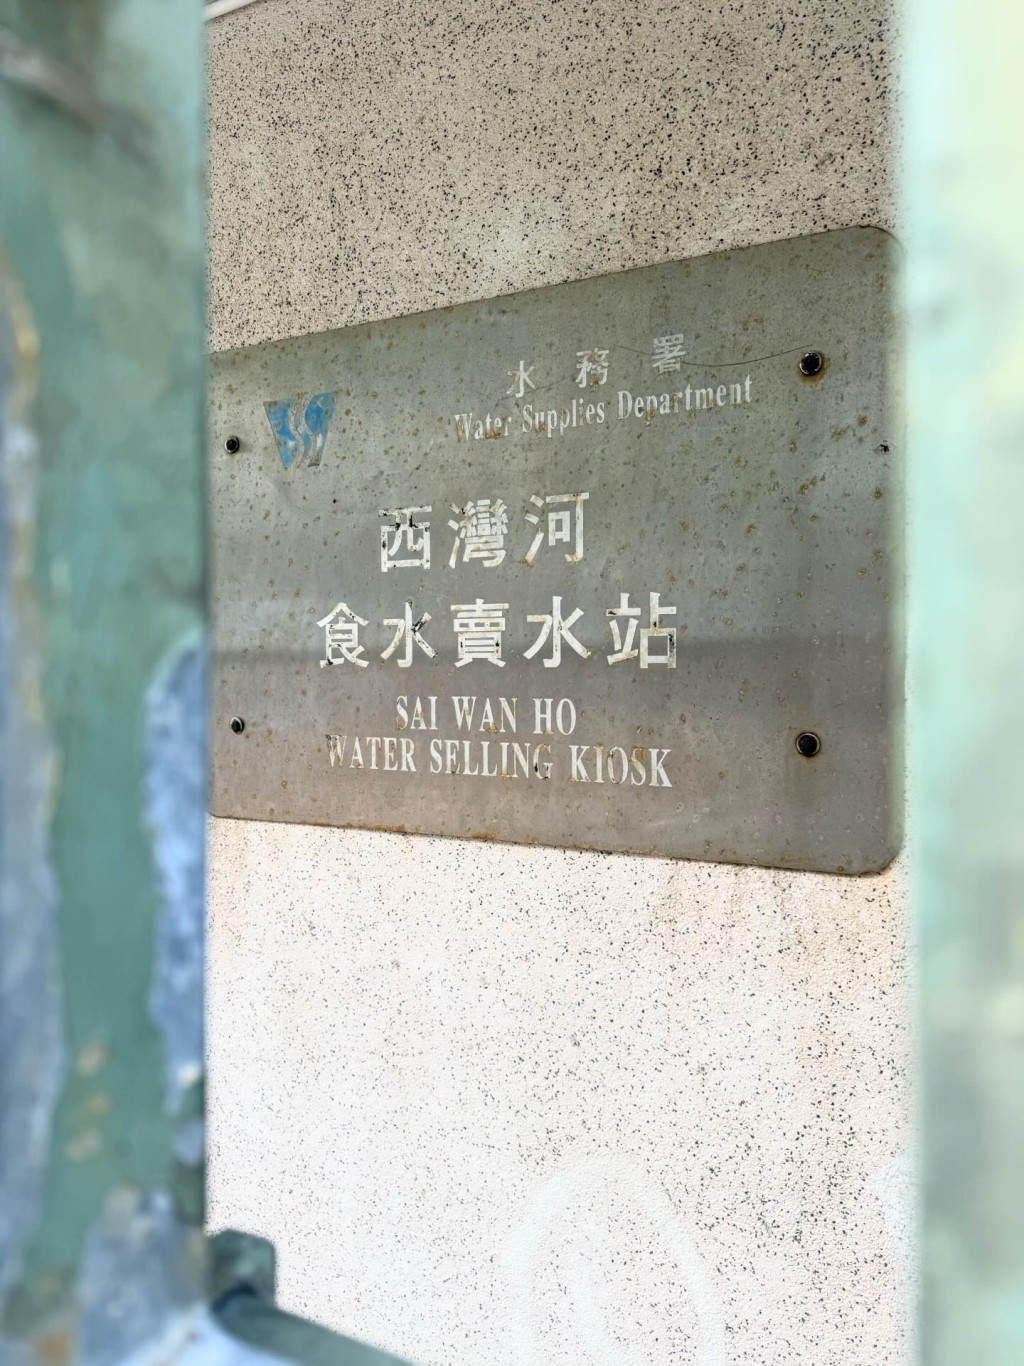 水務署
Water Supplies Department
西灣河
食水賣水站
SAI WAN HO
WATER SELLING KIOSK